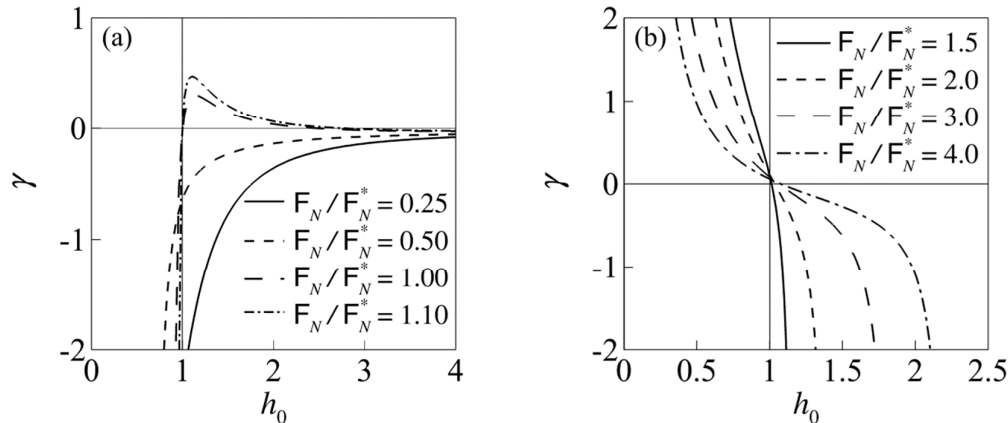 (a)
1
0
-1
-2
γ
F_N / F_N^* = 0.25
F_N / F_N^* = 0.50
F_N / F_N^* = 1.00
F_N / F_N^* = 1.10
0 1 2 3 4
h_0
(b)
2
1
0
-1
-2
γ
F_N / F_N^* = 1.5
F_N / F_N^* = 2.0
F_N / F_N^* = 3.0
F_N / F_N^* = 4.0
0 0.5 1 1.5 2 2.5
h_0